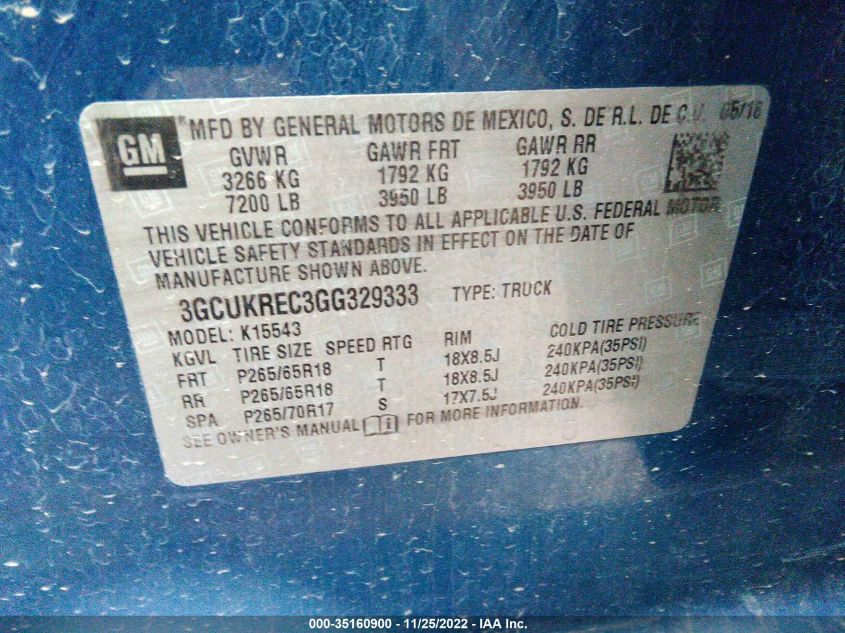 GM
MFD BY GENERAL MOTORS DE MEXICO, S. DE R.L. DE C.V. 05/16
GVWR GAWR FRT GAWR RR
3266 KG 1792 KG 1792 KG
7200 LB 3950 LB 3950 LB
THIS VEHICLE CONFORMS TO ALL APPLICABLE U.S. FEDERAL MOTOR
VEHICLE SAFETY STANDARDS IN EFFECT ON THE DATE OF
MANUFACTURE SHOWN ABOVE.
3GCUKREC3GG329333 TYPE: TRUCK
MODEL: K15543
KGVL TIRE SIZE SPEED RTG RIM COLD TIRE PRESSURE
FRT P265/65R18 T 18X8.5J 240KPA(35PSI)
RR P265/65R18 T 18X8.5J 240KPA(35PSI)
SPA P265/70R17 S 17X7.5J 240KPA(35PSI)
SEE OWNER'S MANUAL FOR MORE INFORMATION.
000-35160900 - 11/25/2022 - IAA Inc.